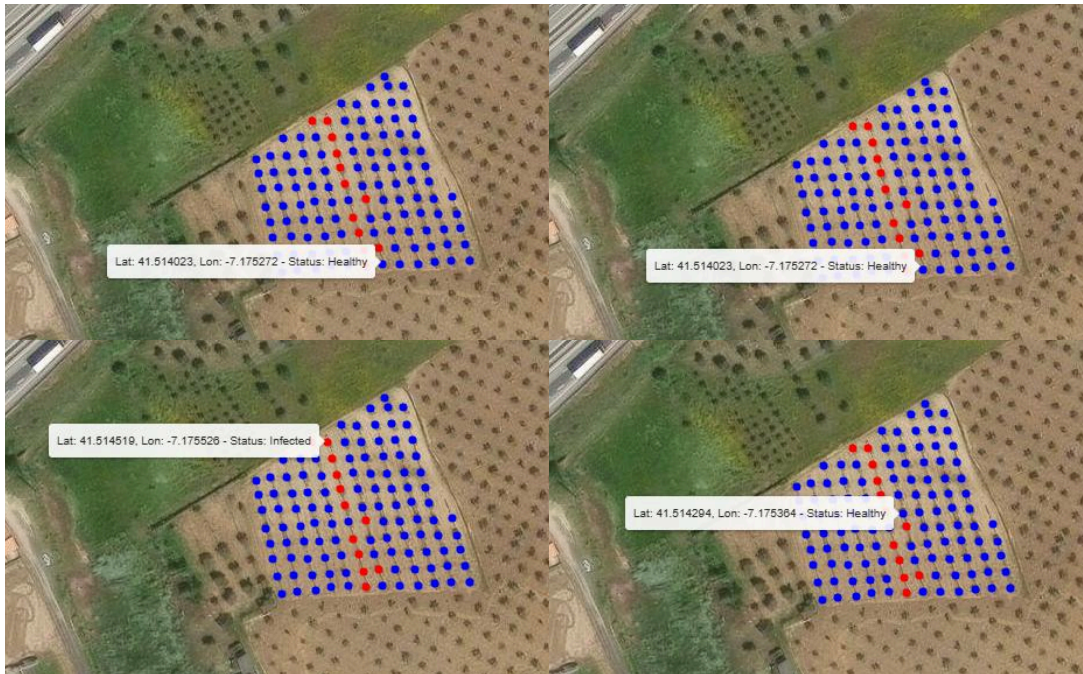 Lat: 41.514023, Lon: -7.175272 - Status: Healthy
Lat: 41.514023, Lon: -7.175272 - Status: Healthy
Lat: 41.514519, Lon: -7.175526 - Status: Infected
Lat: 41.514294, Lon: -7.175364 - Status: Healthy